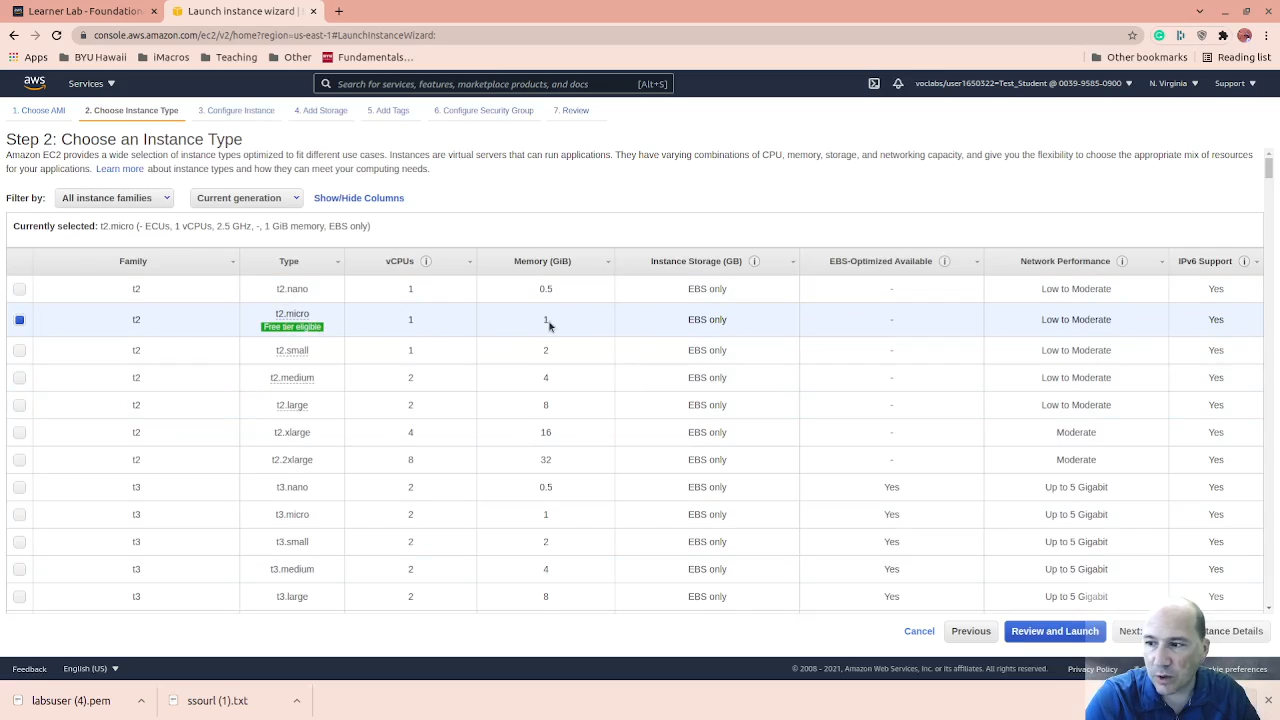 Learner Lab - Foundational
Launch instance wizard |
console.aws.amazon.com/ec2/v2/home?region=us-east-1#LaunchInstanceWizard:
Apps BYU Hawaii iMacros Teaching Other Fundamentals... Other Bookmarks Reading list
aws Services Search for services, features, marketplace products, and docs [Alt+S] voclabs/user1650322=Test_Student @ 0039-9585-0900 N. Virginia Support
1. Choose AMI 2. Choose Instance Type 3. Configure Instance 4. Add Storage 5. Add Tags 6. Configure Security Group 7. Review
Step 2: Choose an Instance Type
Amazon EC2 provides a wide selection of instance types optimized to fit different use cases. Instances are virtual servers that can run applications. They have varying combinations of CPU, memory, storage, and networking capacity, and give you the flexibility to choose the appropriate mix of resources
for your applications. Learn more about instance types and how they can meet your computing needs.
Filter by: All instance families Current generation Show/Hide Columns
Currently selected: t2.micro (- ECUs, 1 vCPUs, 2.5 GHz, -, 1 GiB memory, EBS only)
Family Type vCPUs Memory (GiB) Instance Storage (GB) EBS-Optimized Available Network Performance IPv6 Support
t2 t2.nano 1 0.5 EBS only - Low to Moderate Yes
t2 t2.micro 1 1 EBS only - Low to Moderate Yes
Free tier eligible
t2 t2.small 1 2 EBS only - Low to Moderate Yes
t2 t2.medium 2 4 EBS only - Low to Moderate Yes
t2 t2.large 2 8 EBS only - Low to Moderate Yes
t2 t2.xlarge 4 16 EBS only - Moderate Yes
t2 t2.2xlarge 8 32 EBS only - Moderate Yes
t3 t3.nano 2 0.5 EBS only Yes Up to 5 Gigabit Yes
t3 t3.micro 2 1 EBS only Yes Up to 5 Gigabit Yes
t3 t3.small 2 2 EBS only Yes Up to 5 Gigabit Yes
t3 t3.medium 2 4 EBS only Yes Up to 5 Gigabit Yes
t3 t3.large 2 8 EBS only Yes Up to 5 Gigabit Yes
Cancel Previous Review and Launch Next: tance Details
Feedback English (US) © 2008 - 2021, Amazon Web Services, Inc. or its affiliates. All rights reserved. Privacy Policy kie preferences
labsuser (4).pem ssourl (1).txt